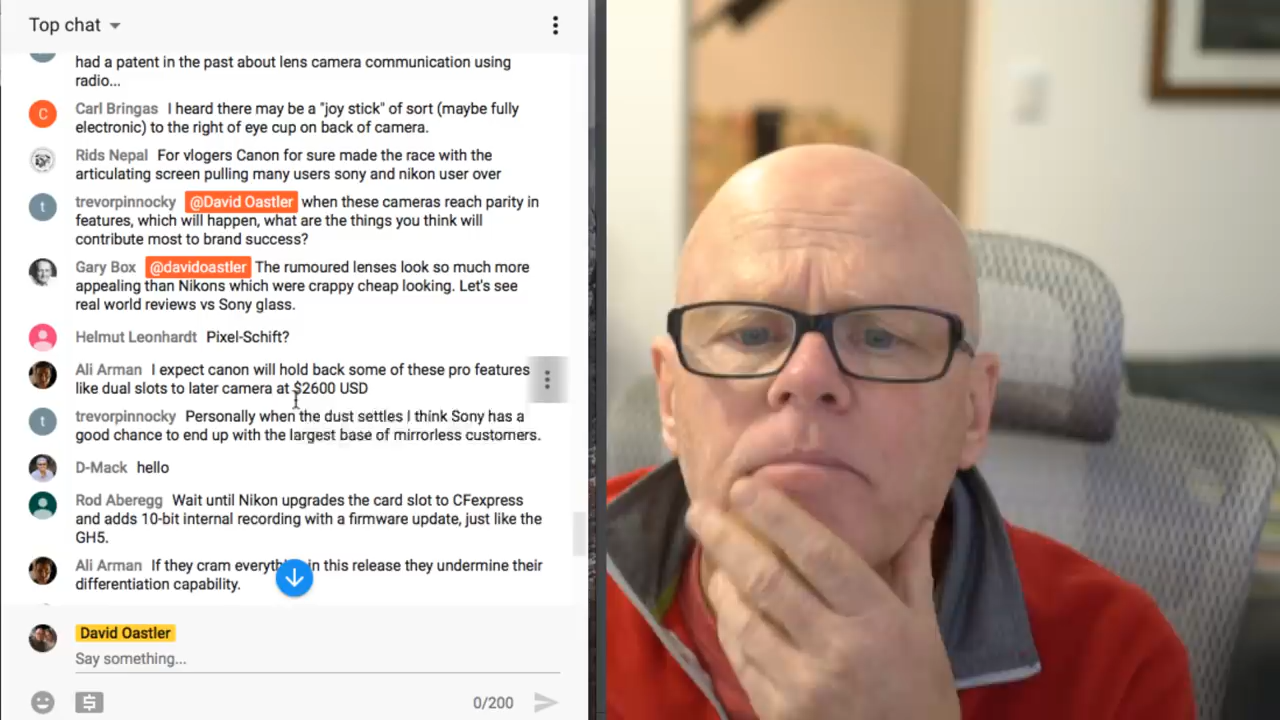 Top chat
had a patent in the past about lens camera communication using
radio...
C
Carl Bringas I heard there may be a "joy stick" of sort (maybe fully
electronic) to the right of eye cup on back of camera.
Rids Nepal For vlogers Canon for sure made the race with the
articulating screen pulling many users sony and nikon user over
t
trevorpinnocky @David Oastler when these cameras reach parity in
features, which will happen, what are the things you think will
contribute most to brand success?
Gary Box @davidoastler The rumoured lenses look so much more
appealing than Nikons which were crappy cheap looking. Let's see
real world reviews vs Sony glass.
Helmut Leonhardt Pixel-Schift?
Ali Arman I expect canon will hold back some of these pro features
like dual slots to later camera at $2600 USD
t
trevorpinnocky Personally when the dust settles I think Sony has a
good chance to end up with the largest base of mirrorless customers.
D-Mack hello
Rod Aberegg Wait until Nikon upgrades the card slot to CFexpress
and adds 10-bit internal recording with a firmware update, just like the
GH5.
Ali Arman If they cram everything in this release they undermine their
differentiation capability.
David Oastler
Say something...
$
0/200